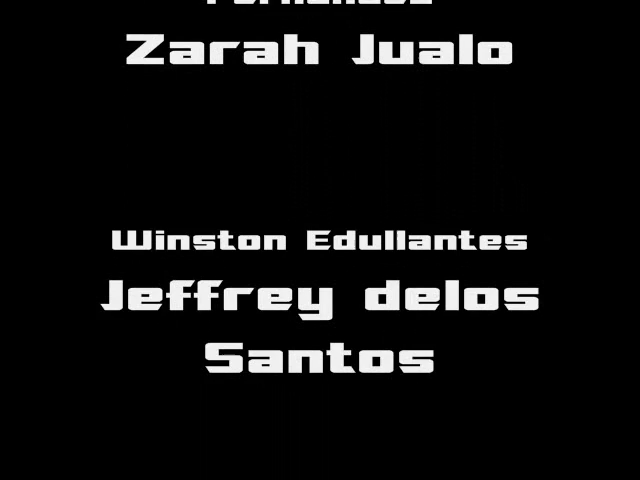 Zarah Jualo
Winston Edullantes
Jeffrey delos
Santos